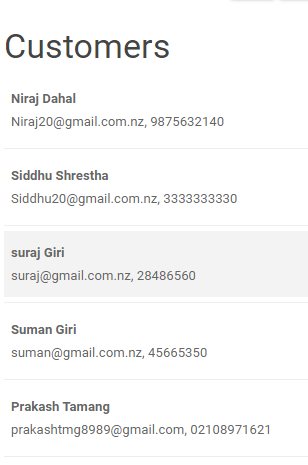 Customers
Niraj Dahal
Niraj20@gmail.com.nz, 9875632140
Siddhu Shrestha
Siddhu20@gmail.com.nz, 3333333330
suraj Giri
suraj@gmail.com.nz, 28486560
Suman Giri
suman@gmail.com.nz, 45665350
Prakash Tamang
prakashtmg8989@gmail.com, 02108971621